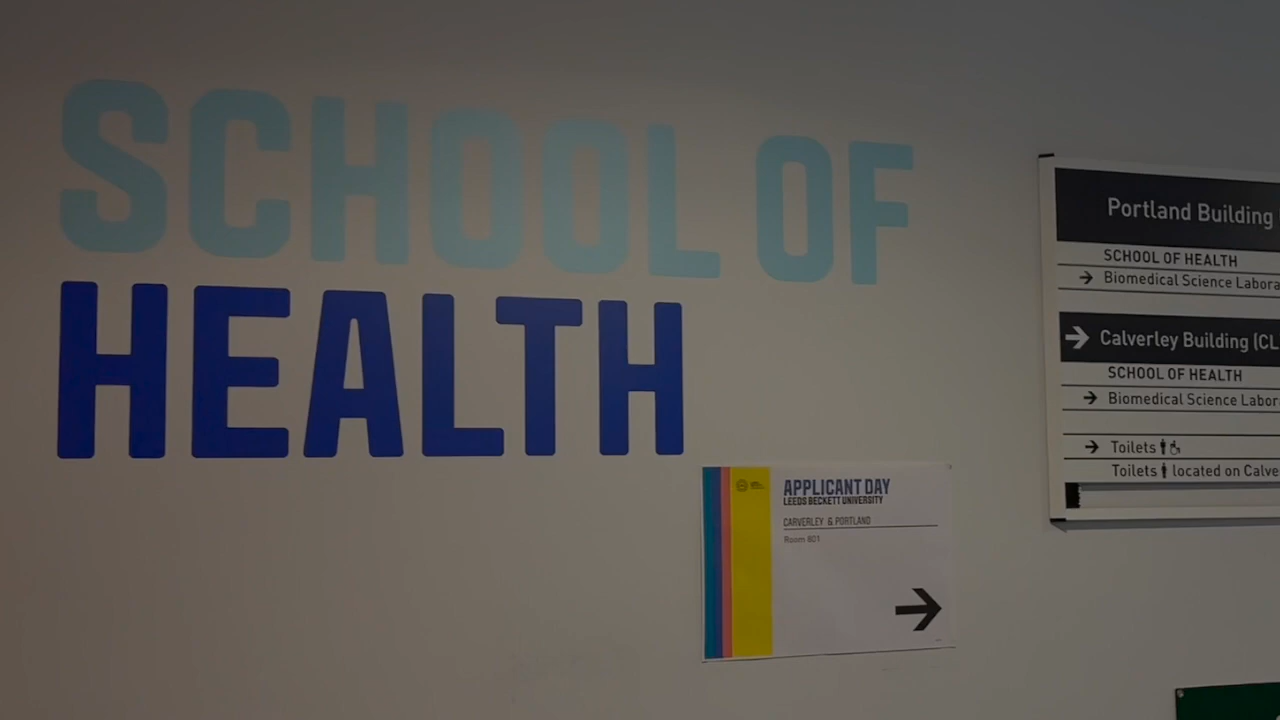 SCHOOL OF
HEALTH
APPLICANT DAY
LEEDS BECKETT UNIVERSITY
CARVERLEY & PORTLAND
Room 601
Portland Building
SCHOOL OF HEALTH
Biomedical Science Labora
Calverley Building (CL
SCHOOL OF HEALTH
Biomedical Science Labor
Toilets
Toilets located on Calve